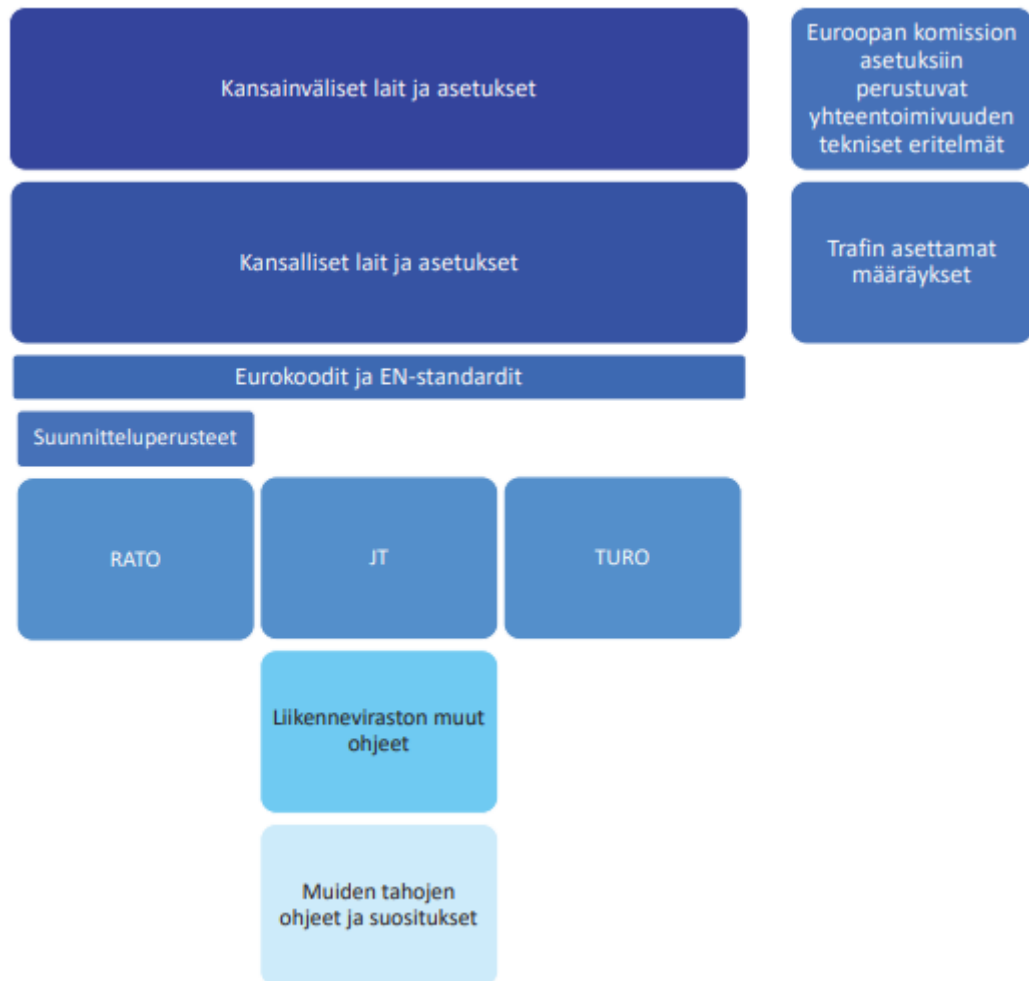 Kansainväliset lait ja asetukset
Euroopan komission
asetuksiin
perustuvat
yhteentoimivuuden
tekniset eritelmät
Kansalliset lait ja asetukset
Trafin asettamat
määräykset
Eurokoodit ja EN-standardit
Suunnitteluperusteet
RATO
JT
TURO
Liikenneviraston muut
ohjeet
Muiden tahojen
ohjeet ja suositukset